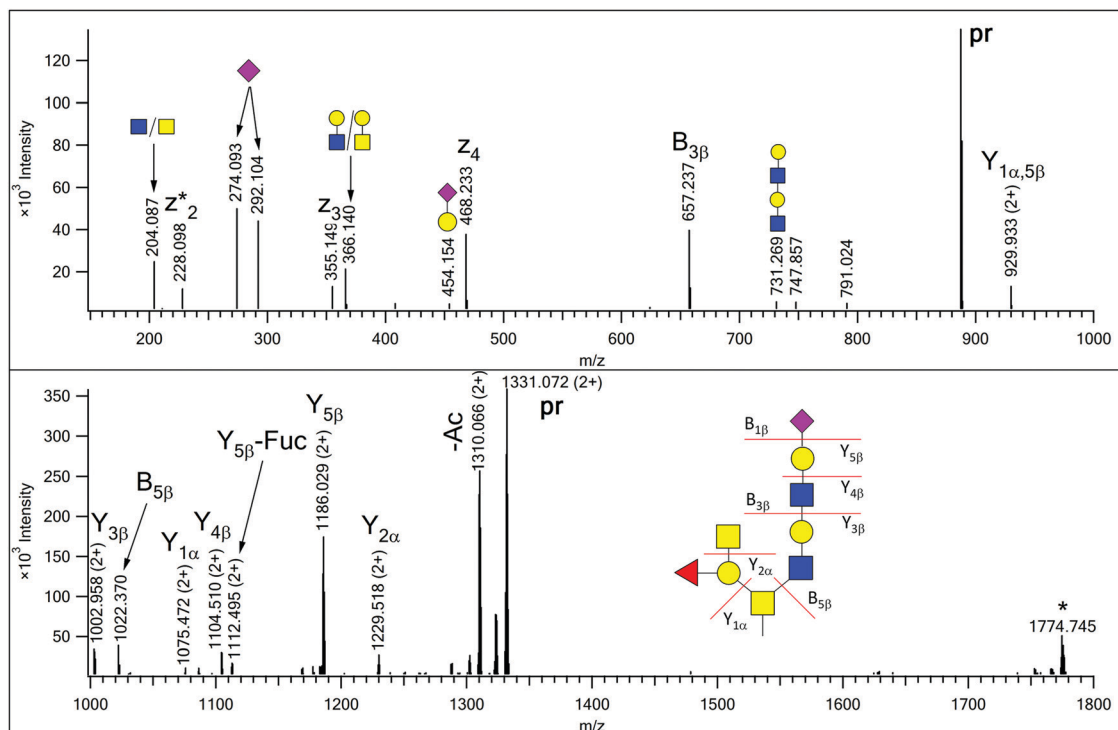 ×10³ Intensity
120
100
80
60
40
20
204.087
z*₂
228.098
274.093
292.104
z₃
355.149
366.140
454.154
z₄
468.233
B₃β
657.237
731.269
747.857
791.024
pr
Y₁α,₅β
929.933 (2+)
200
300
400
500
600
700
800
900
1000
m/z
×10³ Intensity
350
300
250
200
150
100
50
Y₃β
1002.958 (2+)
B₅β
1022.370
Y₁α
1075.472 (2+)
Y₄β
1104.510 (2+)
Y₅β-Fuc
1112.495 (2+)
Y₅β
1186.029 (2+)
Y₂α
1229.518 (2+)
-Ac
1310.066 (2+)
1331.072 (2+)
pr
B₁β
Y₅β
Y₄β
B₃β
Y₃β
Y₂α
B₅β
Y₁α
*
1774.745
1000
1100
1200
1300
1400
1500
1600
1700
1800
m/z